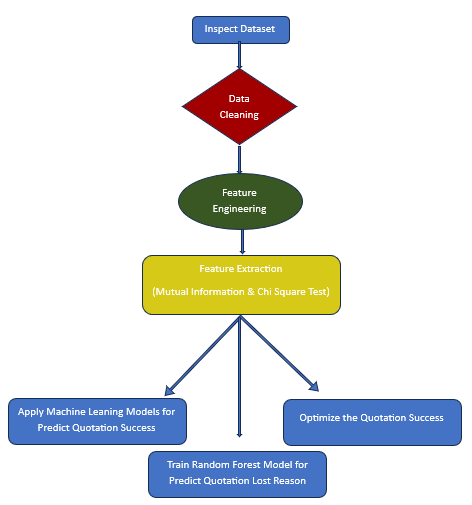 Inspect Dataset
Data
Cleaning
Feature
Engineering
Feature Extraction
(Mutual Information & Chi Square Test)
Apply Machine Leaning Models for
Predict Quotation Success
Optimize the Quotation Success
Train Random Forest Model for
Predict Quotation Lost Reason